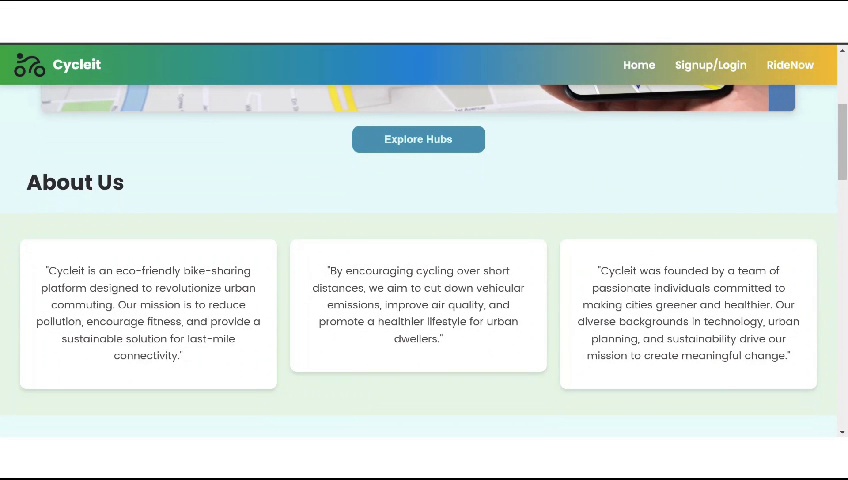 Cycleit
Home Signup/Login RideNow
Explore Hubs
About Us
"Cycleit is an eco-friendly bike-sharing
platform designed to revolutionize urban
commuting. Our mission is to reduce
pollution, encourage fitness, and provide a
sustainable solution for last-mile
connectivity."
"By encouraging cycling over short
distances, we aim to cut down vehicular
emissions, improve air quality, and
promote a healthier lifestyle for urban
dwellers."
"Cycleit was founded by a team of
passionate individuals committed to
making cities greener and healthier. Our
diverse backgrounds in technology, urban
planning, and sustainability drive our
mission to create meaningful change."